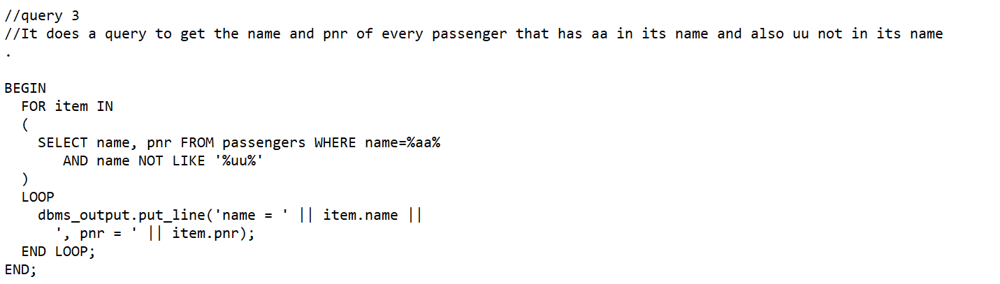 //query 3
//It does a query to get the name and pnr of every passenger that has aa in its name and also uu not in its name
.
BEGIN
  FOR item IN
  (
    SELECT name, pnr FROM passengers WHERE name=%aa%
       AND name NOT LIKE '%uu%'
  )
  LOOP
    dbms_output.put_line('name = ' || item.name ||
      ', pnr = ' || item.pnr);
  END LOOP;
END;